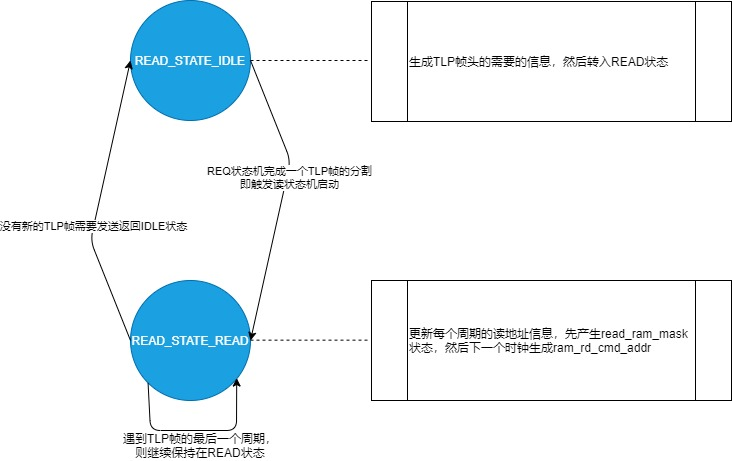 READ_STATE_IDLE
生成TLP帧头的需要的信息，然后转入READ状态
REQ状态机完成一个TLP帧的分割
即触发读状态机启动
没有新的TLP帧需要发送返回IDLE状态
READ_STATE_READ
更新每个周期的读地址信息，先产生read_ram_mask
状态，然后下一个时钟生成ram_rd_cmd_addr
遇到TLP帧的最后一个周期，
则继续保持在READ状态